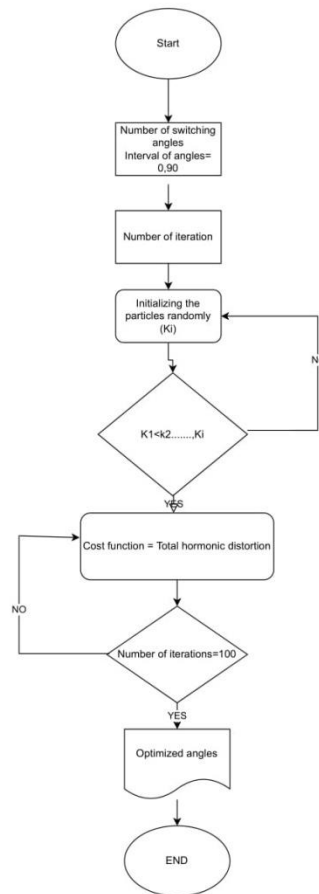 Start
Number of switching
angles
Interval of angles=
0,90
Number of iteration
Initializing the
particles randomly
(Ki)
N
K1<k2.......,Ki
YES
Cost function = Total hormonic distortion
NO
Number of iterations=100
YES
Optimized angles
END